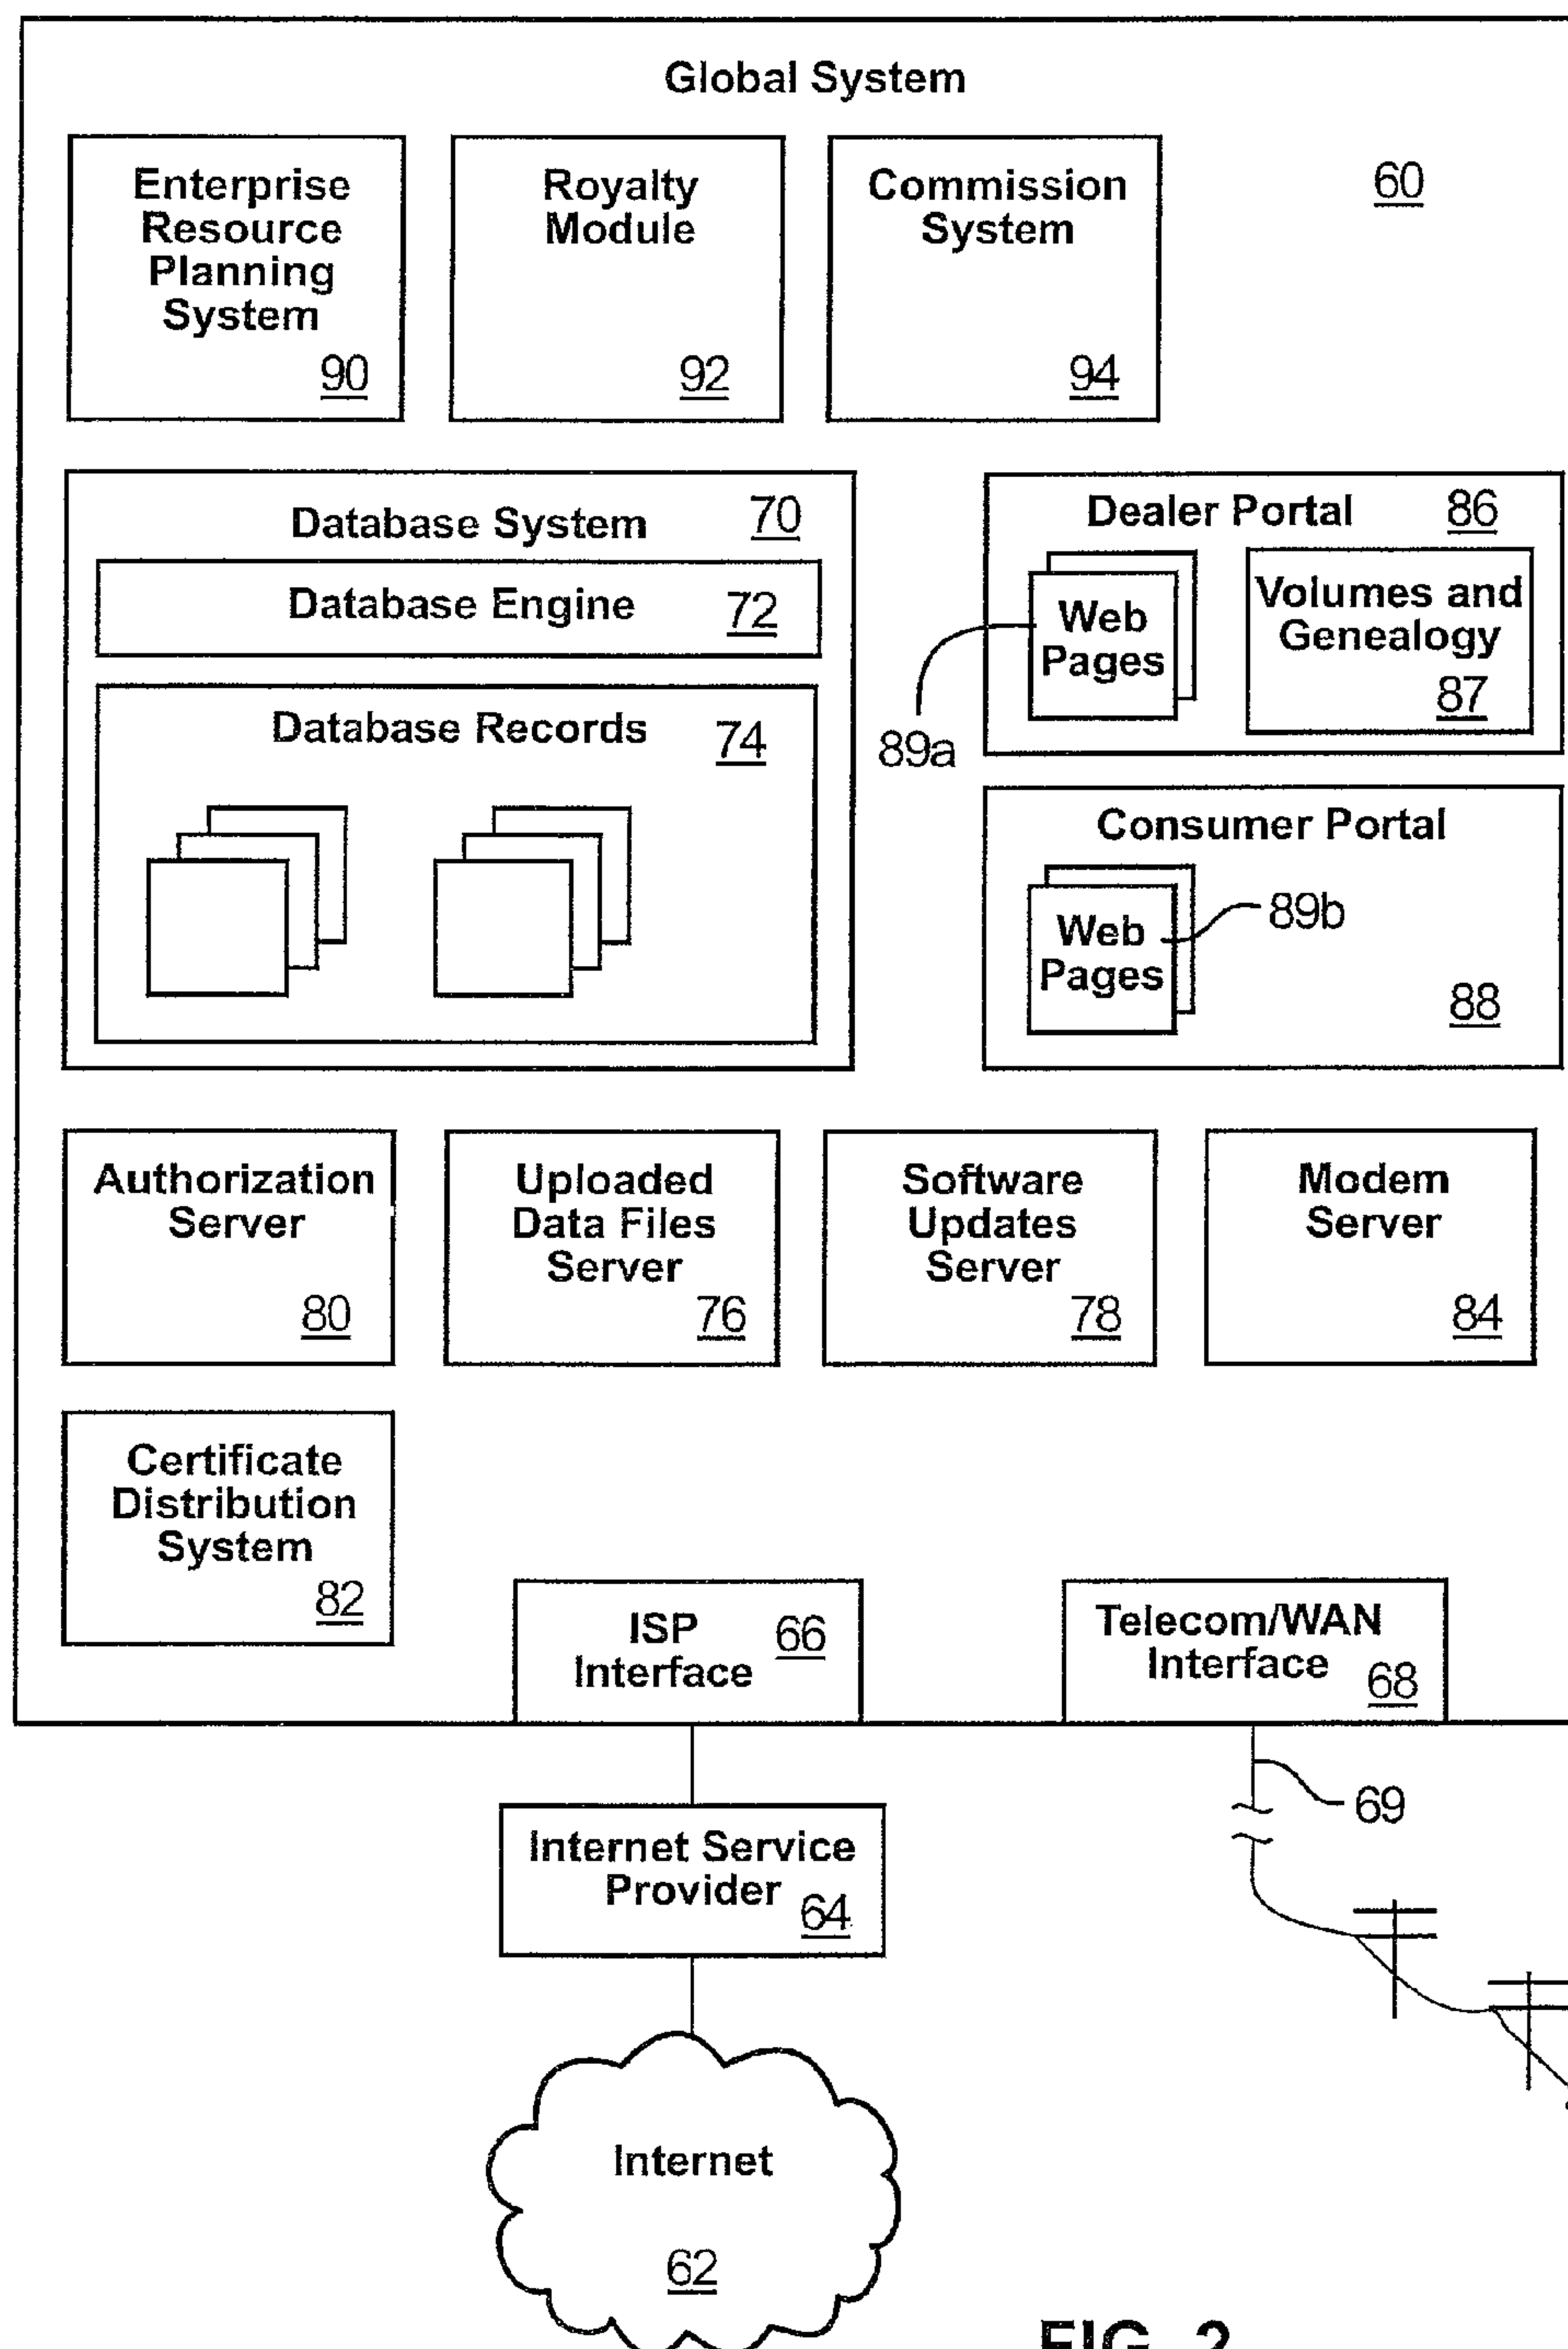 Global System
60
Enterprise
Resource
Planning
System
90
Royalty
Module
92
Commission
System
94
Database System 70
Database Engine 72
Database Records 74
Dealer Portal 86
Web
Pages
89a
Volumes and
Genealogy
87
Consumer Portal
Web
Pages
89b
88
Authorization
Server
80
Uploaded
Data Files
Server
76
Software
Updates
Server
78
Modem
Server
84
Certificate
Distribution
System
82
ISP
Interface
66
Telecom/WAN
Interface
68
69
Internet Service
Provider
64
Internet
62
FIG. 2